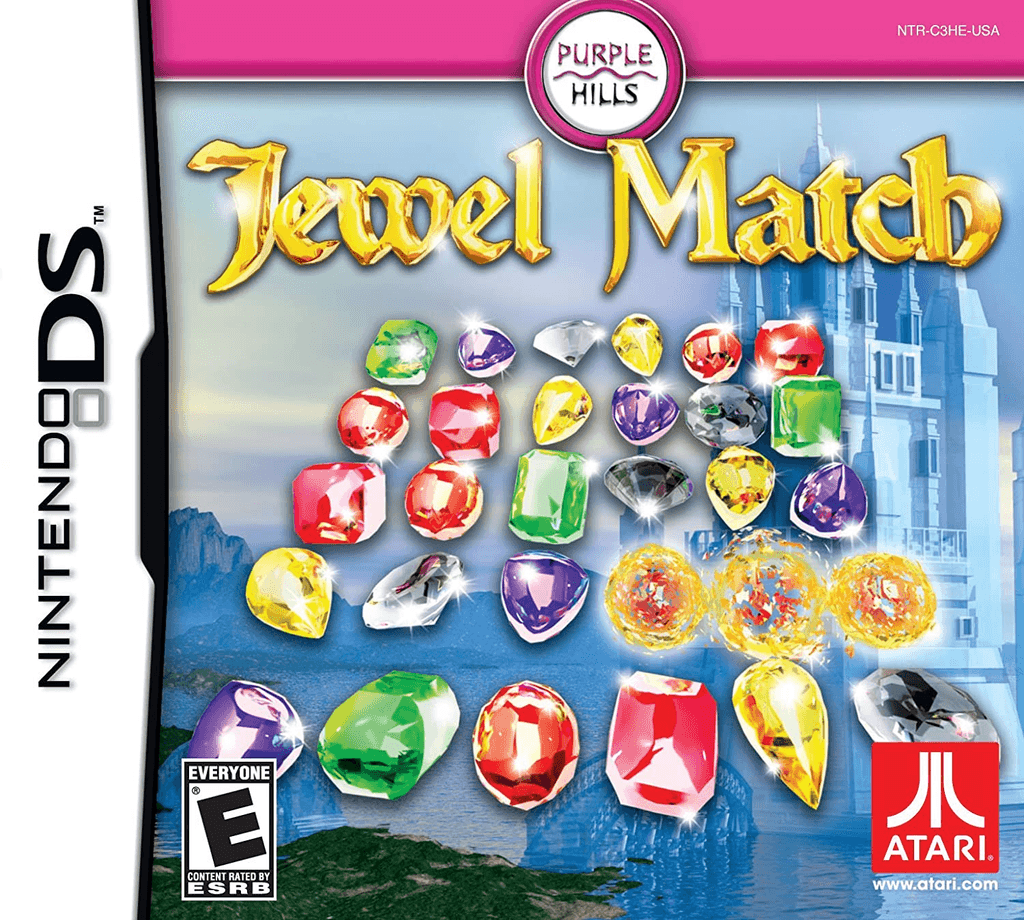 NTR-C3HE-USA
PURPLE
HILLS
Jewel Match
NINTENDO DS™
EVERYONE
E
®
CONTENT RATED BY
ESRB
ATARI®
www.atari.com